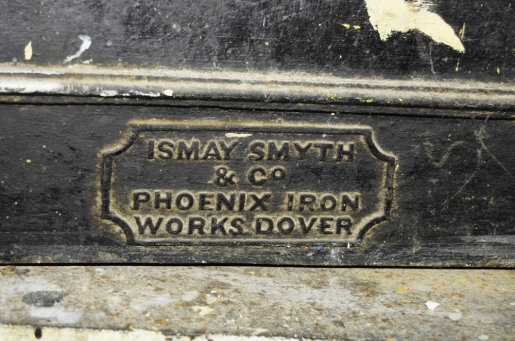 ISMAY SMYTH
& Co
PHOENIX IRON
WORKS DOVER